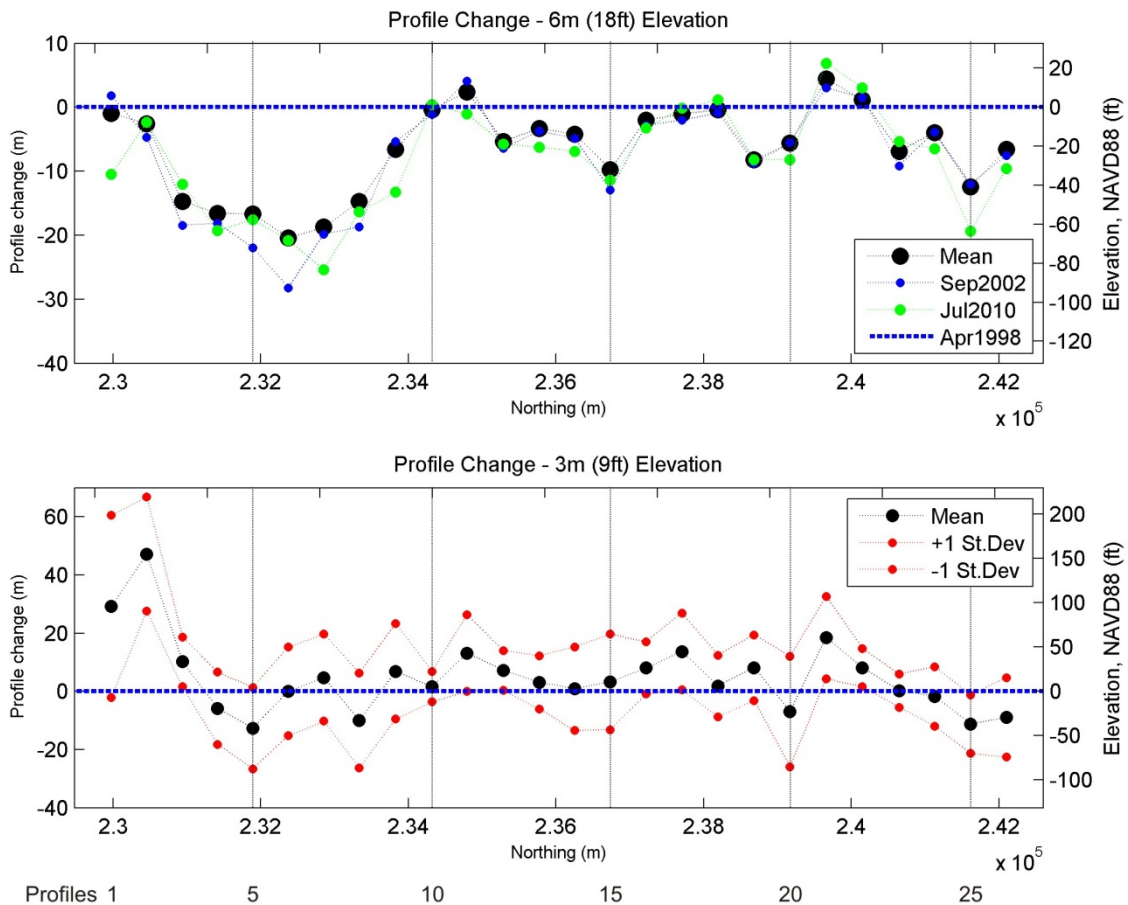 Profile Change - 6m (18ft) Elevation
10
0
-10
-20
-30
-40
Profile change (m)
20
0
-20
-40
-60
-80
-100
-120
Elevation, NAVD88 (ft)
Mean
Sep2002
Jul2010
Apr1998
2.3 2.32 2.34 2.36 2.38 2.4 2.42
Northing (m)
x 10^5
Profile Change - 3m (9ft) Elevation
60
40
20
0
-20
-40
Profile change (m)
200
150
100
50
0
-50
-100
Elevation, NAVD88 (ft)
Mean
+1 St.Dev
-1 St.Dev
2.3 2.32 2.34 2.36 2.38 2.4 2.42
Northing (m)
x 10^5
Profiles 1 5 10 15 20 25